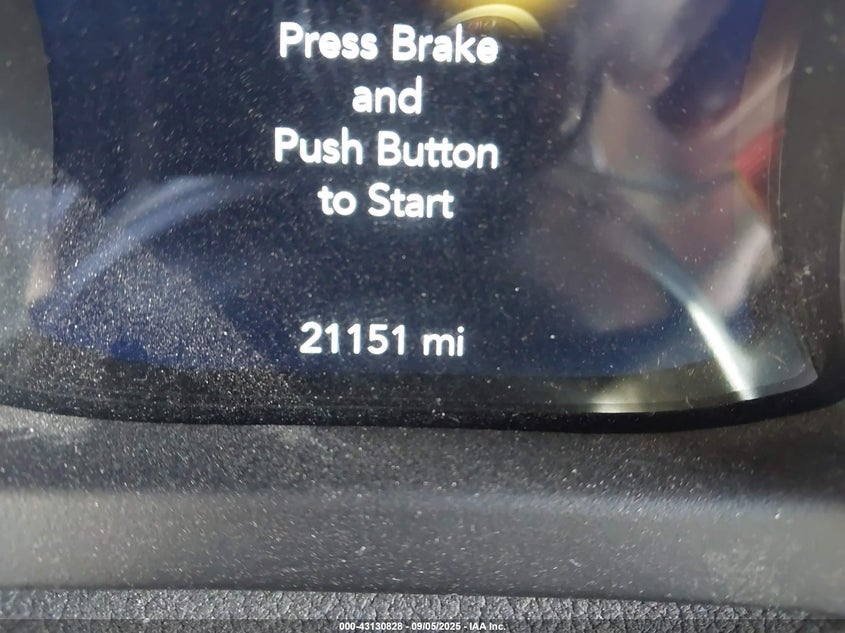 Press Brake
and
Push Button
to Start
21151 mi
000-43130828 - 09/05/2025 - IAA Inc.